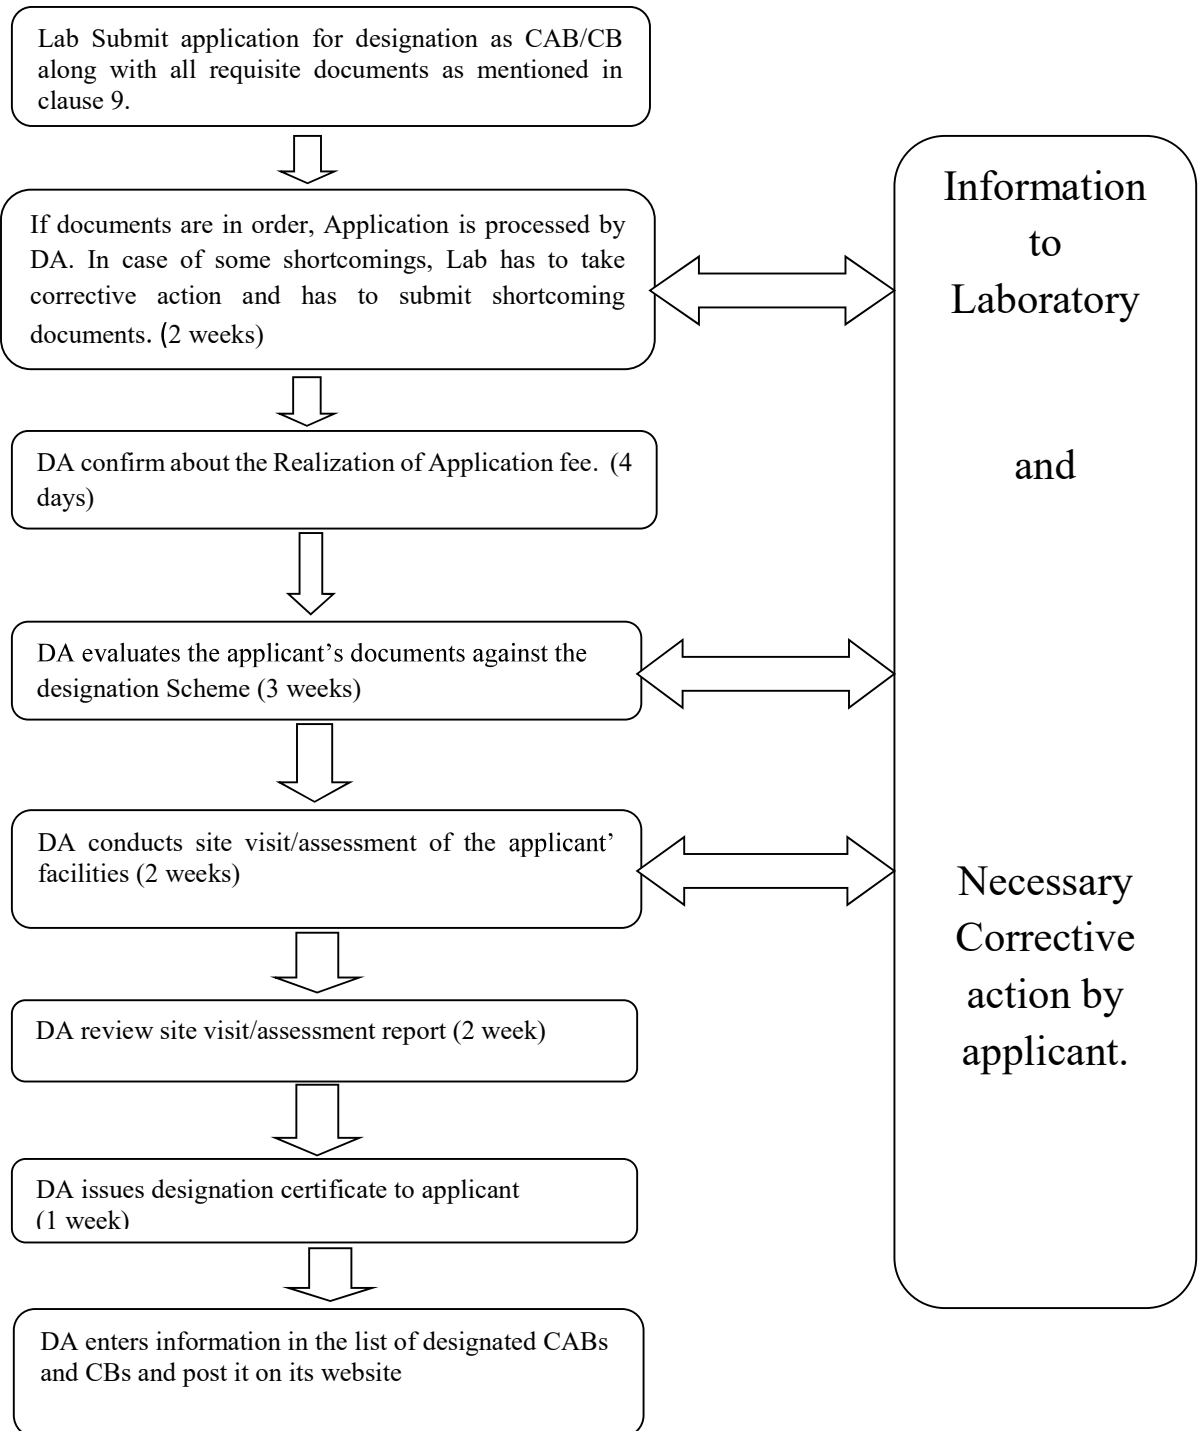 Lab Submit application for designation as CAB/CB
along with all requisite documents as mentioned in
clause 9.
If documents are in order, Application is processed by
DA. In case of some shortcomings, Lab has to take
corrective action and has to submit shortcoming
documents. (2 weeks)
DA confirm about the Realization of Application fee. (4
days)
DA evaluates the applicant’s documents against the
designation Scheme (3 weeks)
DA conducts site visit/assessment of the applicant’
facilities (2 weeks)
DA review site visit/assessment report (2 week)
DA issues designation certificate to applicant
(1 week)
DA enters information in the list of designated CABs
and CBs and post it on its website
Information
to
Laboratory
and
Necessary
Corrective
action by
applicant.